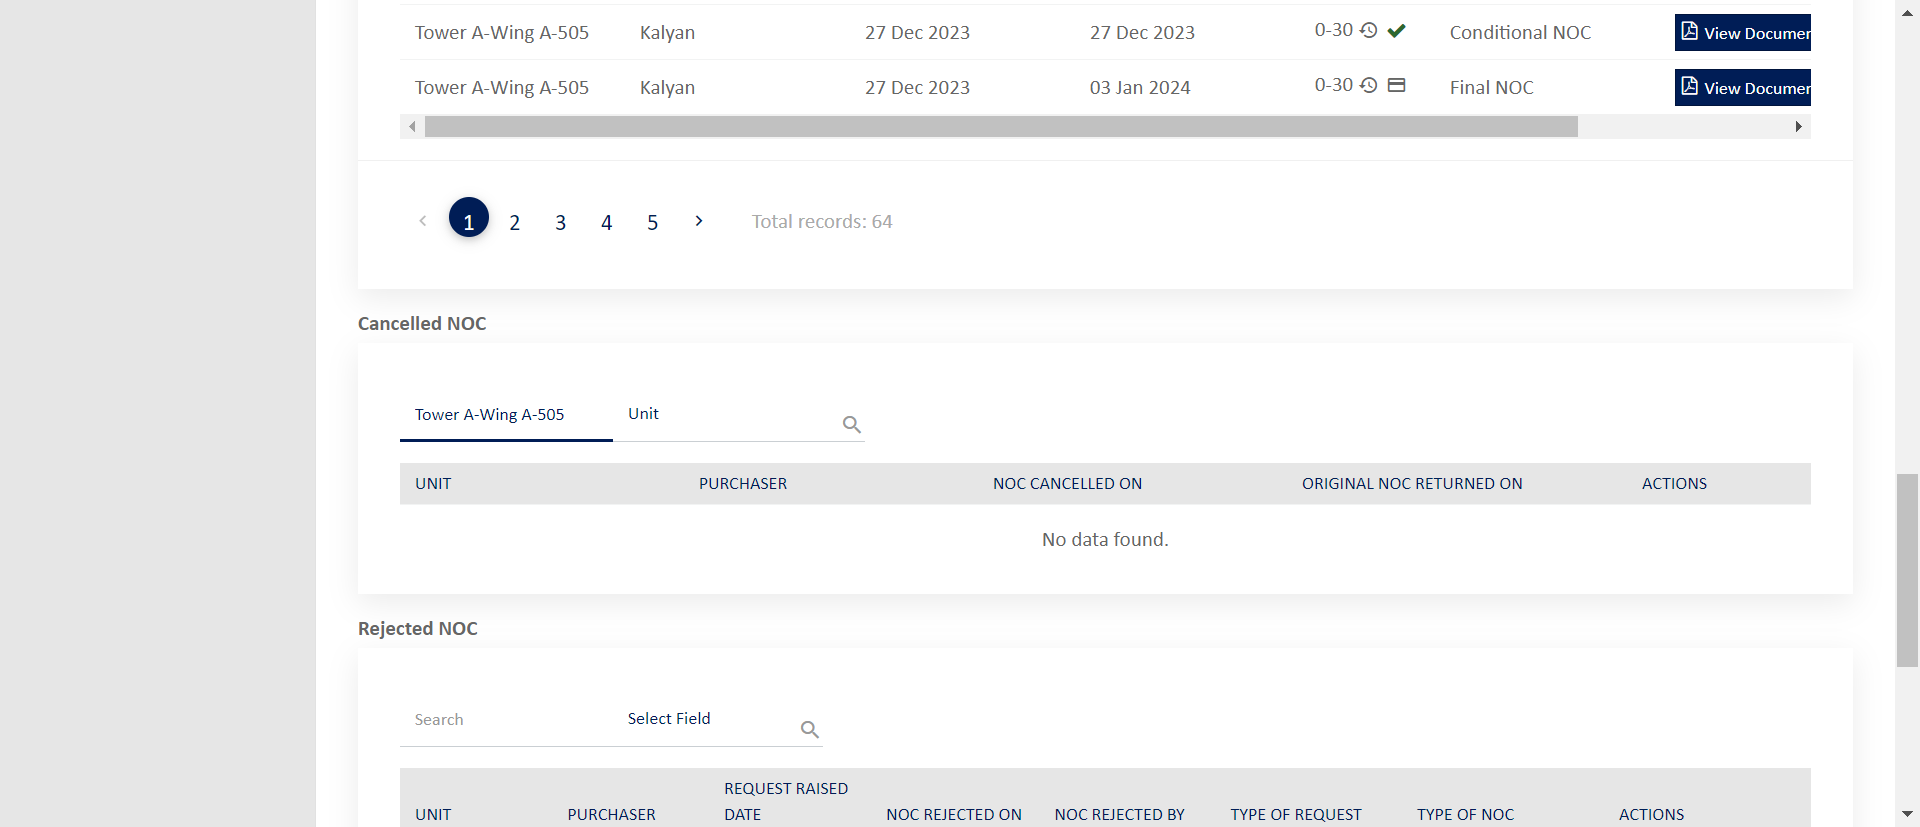 Tower A-Wing A-505 Kalyan 27 Dec 2023 27 Dec 2023 0-30 Conditional NOC View Documer
Tower A-Wing A-505 Kalyan 27 Dec 2023 03 Jan 2024 0-30 Final NOC View Documer
1 2 3 4 5 Total records: 64
Cancelled NOC
Tower A-Wing A-505 Unit
UNIT PURCHASER NOC CANCELLED ON ORIGINAL NOC RETURNED ON ACTIONS
No data found.
Rejected NOC
Search Select Field
REQUEST RAISED
UNIT PURCHASER DATE NOC REJECTED ON NOC REJECTED BY TYPE OF REQUEST TYPE OF NOC ACTIONS